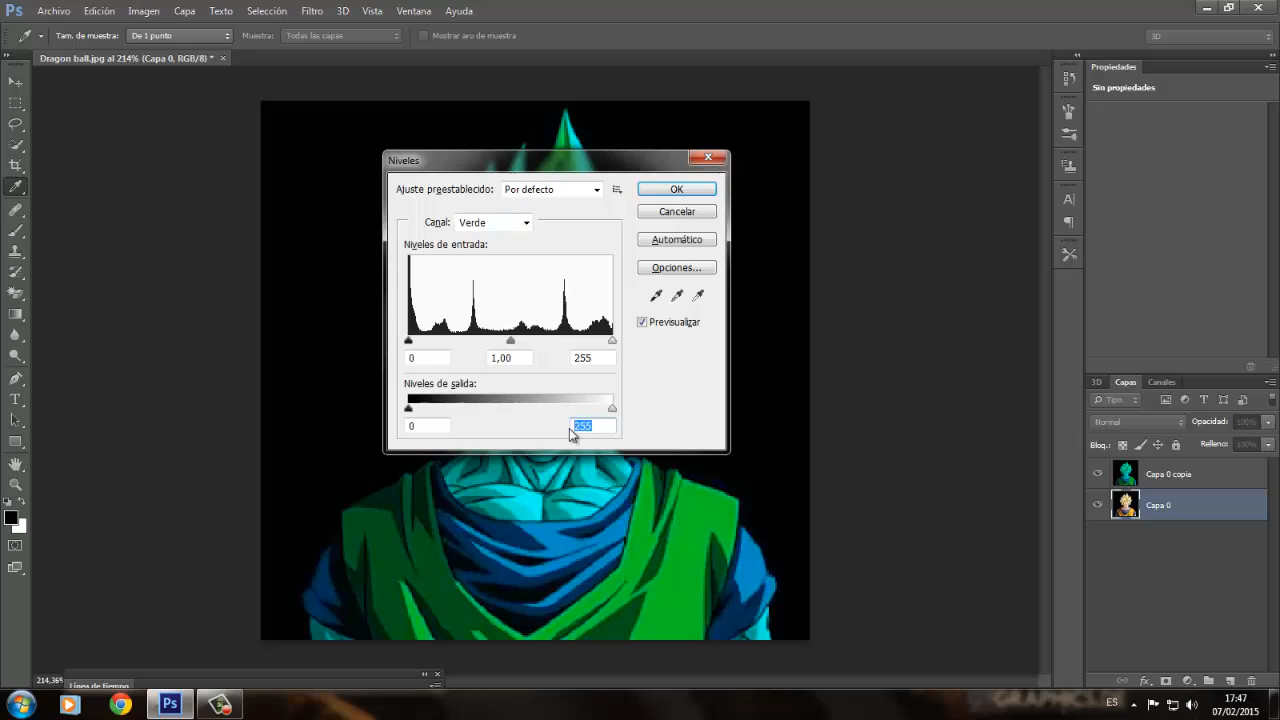 Ps Archivo Edición Imagen Capa Texto Selección Filtro 3D Vista Ventana Ayuda
Tam. de muestra: De 1 punto Muestra: Todas las capas Mostrar aro de muestra 3D
Dragon ball.jpg al 214% (Capa 0, RGB/8) * ×
Propiedades
Sin propiedades
Niveles
Ajuste preestablecido: Por defecto
OK
Canal: Verde
Cancelar
Niveles de entrada:
Automático
Opciones...
Previsualizar
0 1,00 255
Niveles de salida:
0 255
3D Capas Canales
Tipo
Normal Opacidad: 100%
Bloq.: Relleno: 100%
Capa 0 copia
Capa 0
214,36%
Línea de tiempo
Ps
ES
17:47
07/02/2015